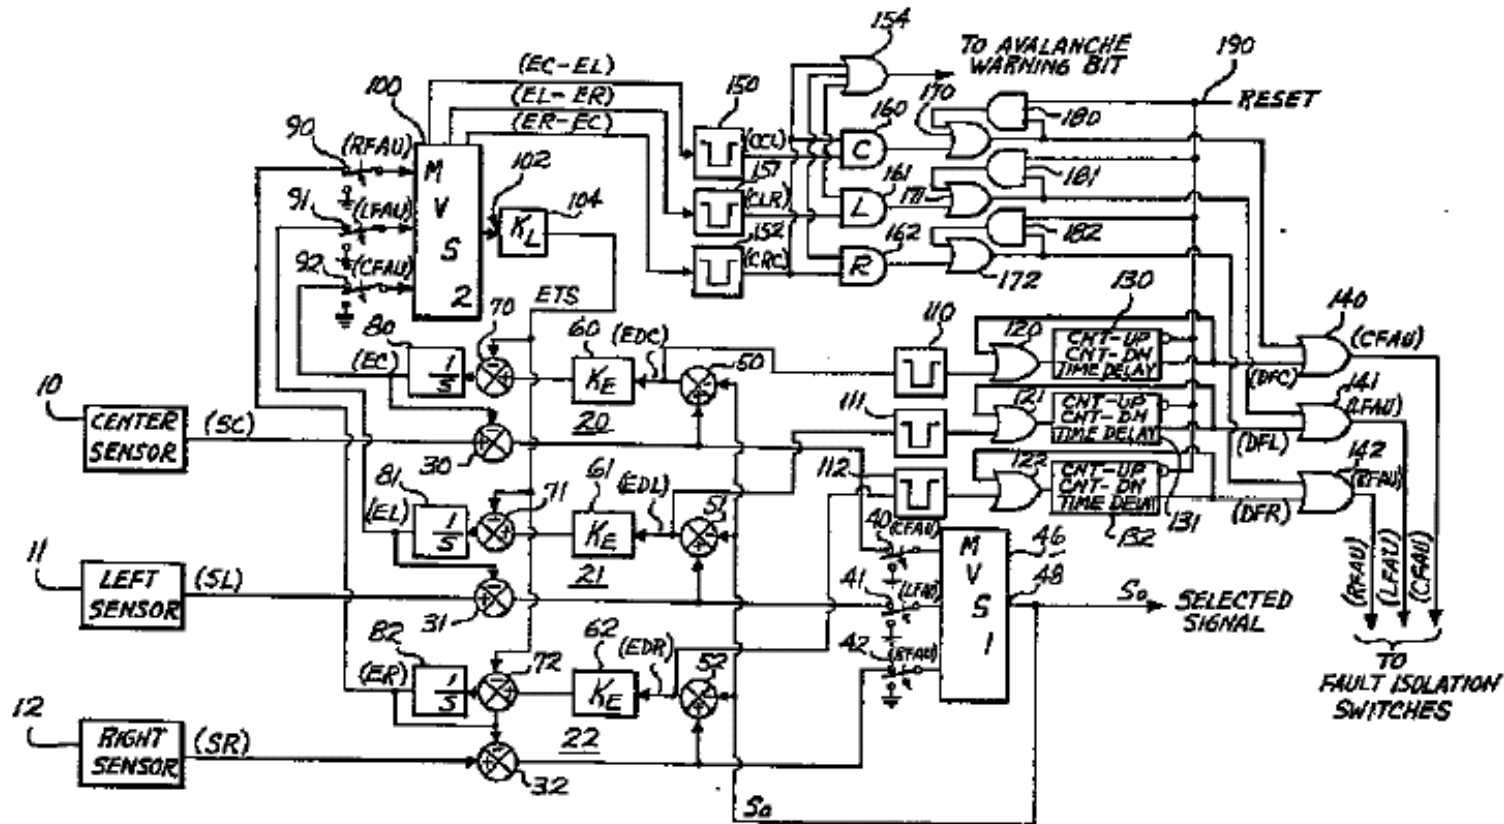 154
TO AVALANCHE
WARNING BIT
190
RESET
(EC-EL)
(EL-ER)
(ER-EC)
100
150
160
170
180
90
(RFAU)
M
V
S
2
102
104
KL
(CCL)
C
151
161
181
91
(LFAU)
(CLR)
L
171
152
162
182
92
(CFAU)
(CRC)
R
172
ETS
130
140
80
70
60
(EDC)
50
110
120
CNT-UP
CNT-DN
TIME DELAY
(CFAU)
(EC)
1/S
KE
(DFC)
10
CENTER
SENSOR
(SC)
20
30
111
121
CNT-UP
CNT-DN
TIME DELAY
141
(LFAU)
(DFL)
81
71
61
(EDL)
51
112
122
CNT-UP
CNT-DN
TIME DELAY
142
(RFAU)
(EL)
1/S
KE
132
131
(DFR)
40
(CFAU)
M
V
S
1
46
11
LEFT
SENSOR
(SL)
21
31
41
(LFAU)
48
So
SELECTED
SIGNAL
(RFAU)
(LFAU)
(CFAU)
82
72
62
(EDR)
52
42
(RFAU)
(ER)
1/S
KE
TO
FAULT ISOLATION
SWITCHES
12
RIGHT
SENSOR
(SR)
22
32
So